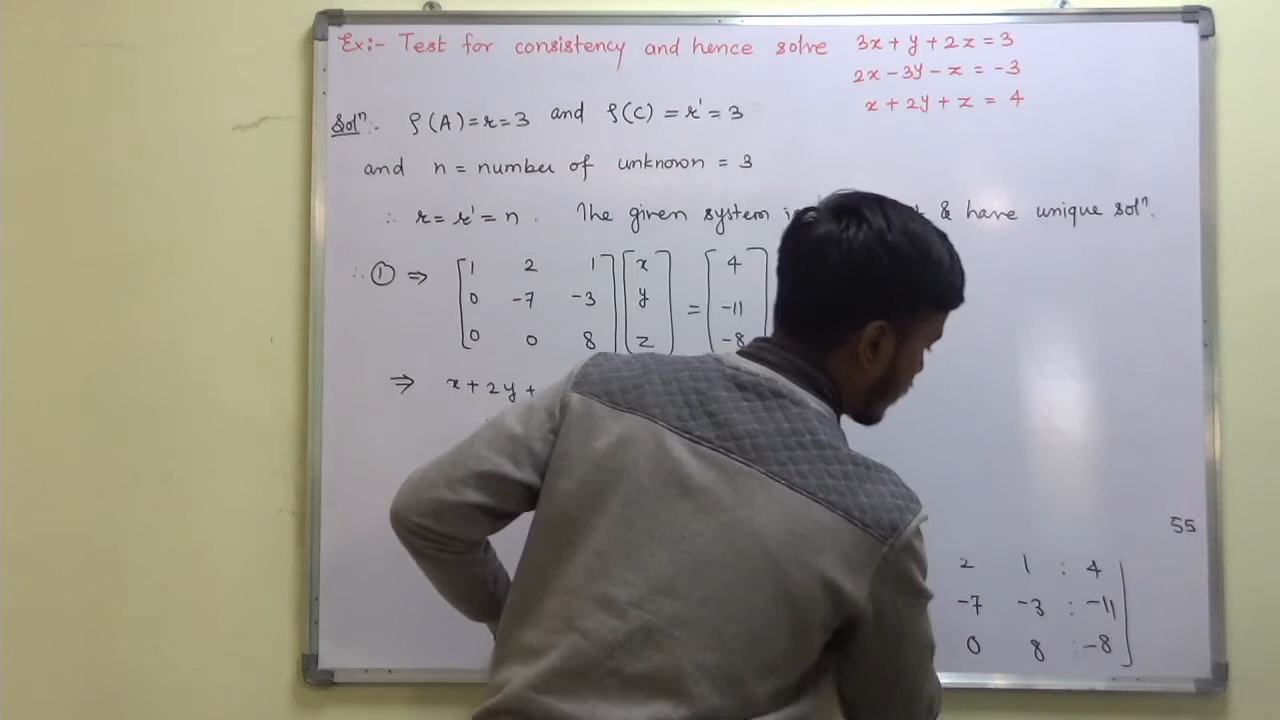 Ex:- Test for consistency and hence solve 3x + y + 2z = 3
2x - 3y - z = -3
x + 2y + z = 4
Solⁿ:- ρ(A) = r = 3 and ρ(C) = r' = 3
and n = number of unknown = 3
∴ r = r' = n. The given system & have unique solⁿ.
∴ ① ⇒ [1 2 1] [x] [4]
[0 -7 -3] [y] = [-11]
[0 0 8] [z] [-8]
⇒ x + 2y +
55
2 1 : 4
-7 -3 : -11
0 8 : -8